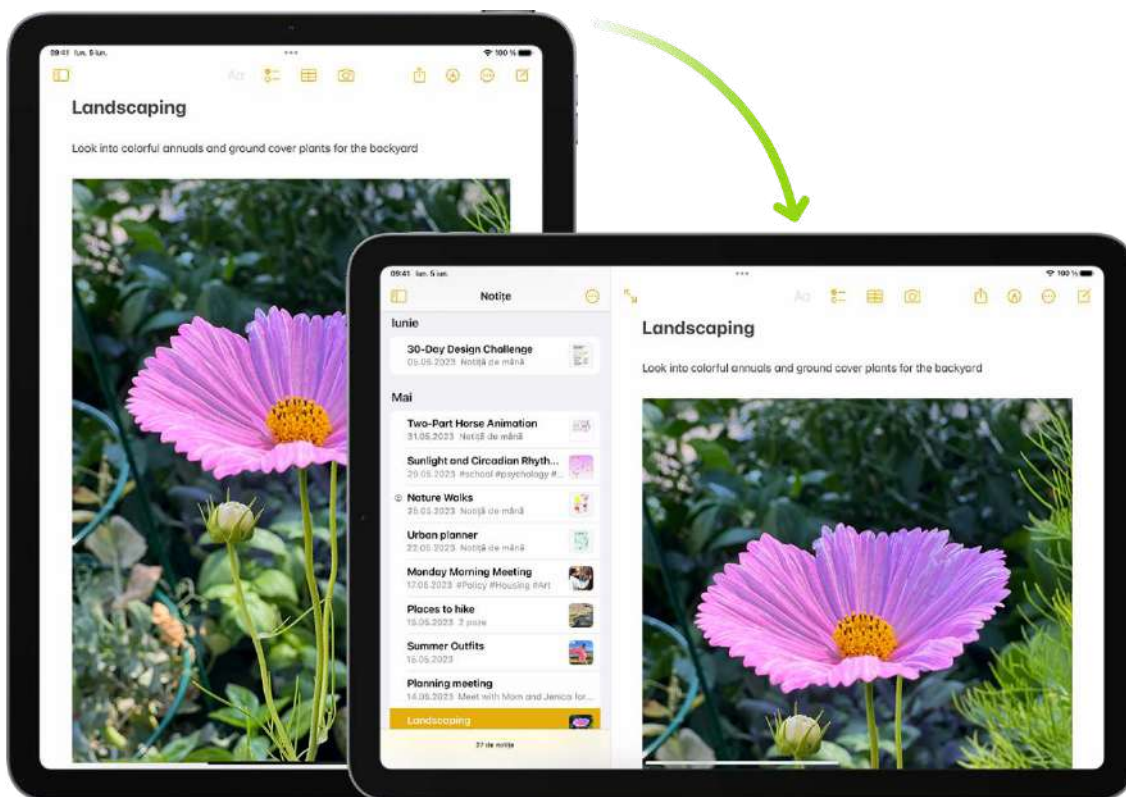 09:41 lun. 5 iun.
100 %
Aa
Landscaping
Look into colorful annuals and ground cover plants for the backyard
09:41 lun. 5 iun.
100 %
Notițe
Aa
Iunie
30-Day Design Challenge
05.06.2023 Notiță de mână
Mai
Two-Part Horse Animation
31.05.2023 Notiță de mână
Sunlight and Circadian Rhyth...
29.05.2023 #school #psychology #...
Nature Walks
25.05.2023 Notiță de mână
Urban planner
22.05.2023 Notiță de mână
Monday Morning Meeting
17.05.2023 #Policy #Housing #Art
Places to hike
15.05.2023 2 poze
Summer Outfits
15.05.2023
Planning meeting
14.05.2023 Meet with Mom and Jenica for...
Landscaping
27 de notițe
Landscaping
Look into colorful annuals and ground cover plants for the backyard